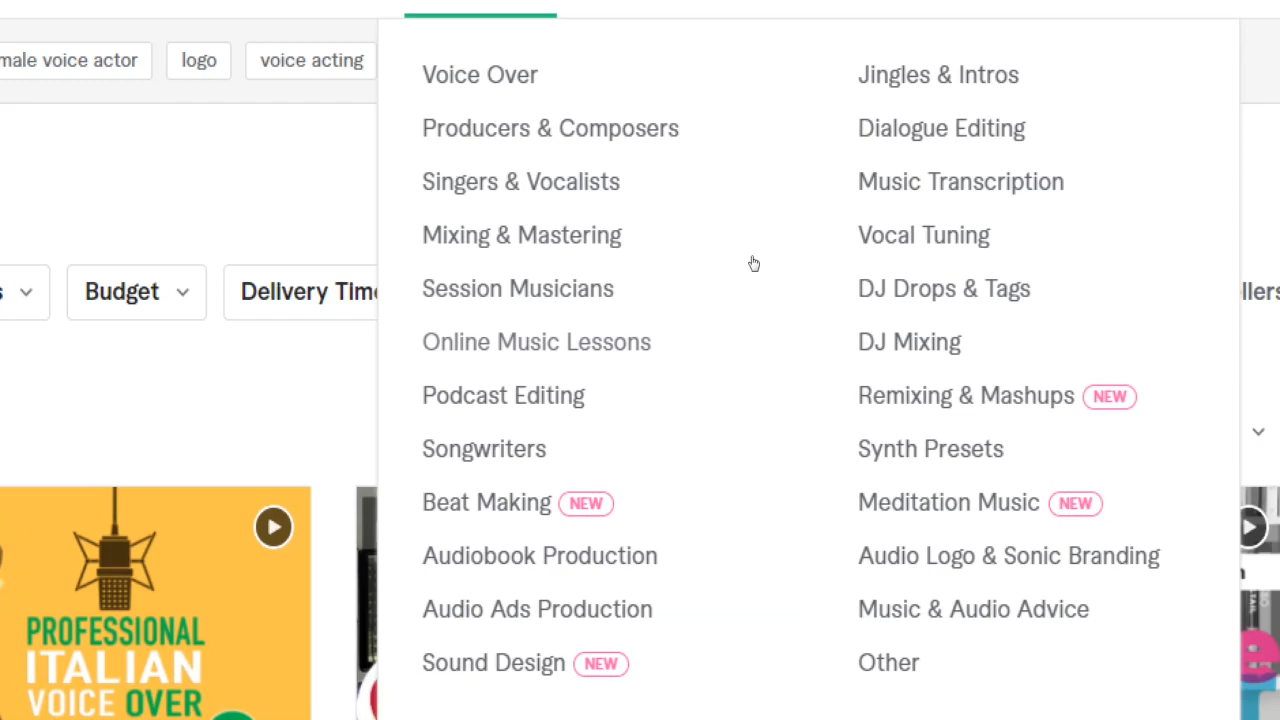 male voice actor
logo
voice acting
Voice Over
Producers & Composers
Singers & Vocalists
Mixing & Mastering
Session Musicians
Online Music Lessons
Podcast Editing
Songwriters
Beat Making NEW
Audiobook Production
Audio Ads Production
Sound Design NEW
Jingles & Intros
Dialogue Editing
Music Transcription
Vocal Tuning
DJ Drops & Tags
DJ Mixing
Remixing & Mashups NEW
Synth Presets
Meditation Music NEW
Audio Logo & Sonic Branding
Music & Audio Advice
Other
Budget
Delivery Time
PROFESSIONAL
ITALIAN
VOICE OVER